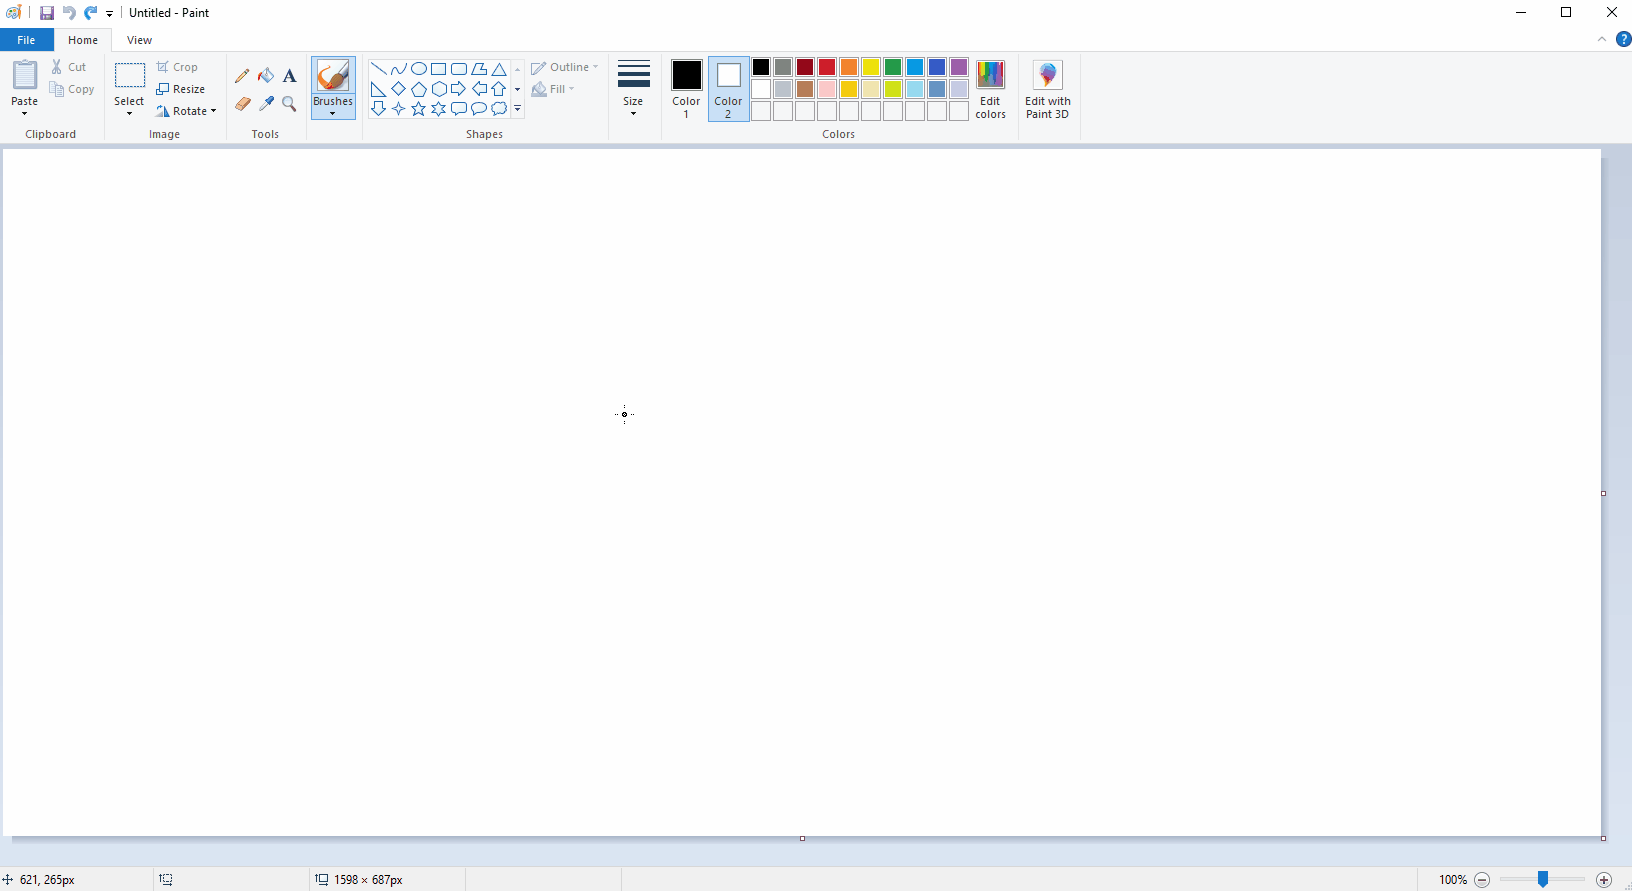 Untitled - Paint
File Home View
Paste Cut Copy Clipboard
Select Crop Resize Rotate Image
Tools
Brushes
Outline Fill Shapes
Size
Color 1 Color 2 Edit colors Colors
Edit with Paint 3D
621, 265px 1598 × 687px 100%